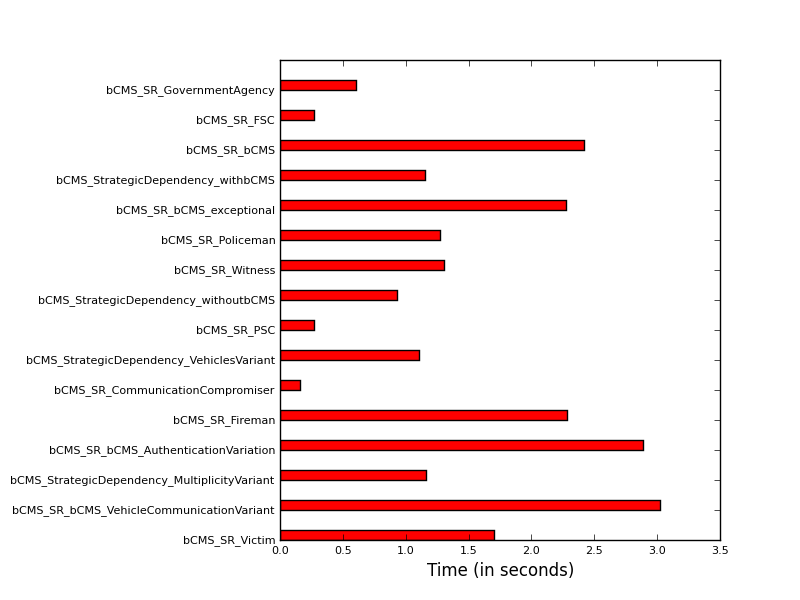 bCMS_SR_GovernmentAgency
bCMS_SR_FSC
bCMS_SR_bCMS
bCMS_StrategicDependency_withbCMS
bCMS_SR_bCMS_exceptional
bCMS_SR_Policeman
bCMS_SR_Witness
bCMS_StrategicDependency_withoutbCMS
bCMS_SR_PSC
bCMS_StrategicDependency_VehiclesVariant
bCMS_SR_CommunicationCompromiser
bCMS_SR_Fireman
bCMS_SR_bCMS_AuthenticationVariation
bCMS_StrategicDependency_MultiplicityVariant
bCMS_SR_bCMS_VehicleCommunicationVariant
bCMS_SR_Victim
0.0 0.5 1.0 1.5 2.0 2.5 3.0 3.5
Time (in seconds)